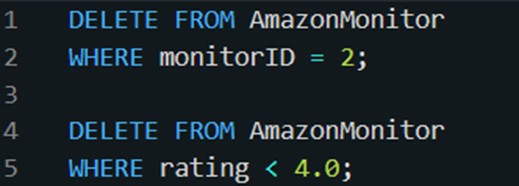 1 DELETE FROM AmazonMonitor
2 WHERE monitorID = 2;
3
4 DELETE FROM AmazonMonitor
5 WHERE rating < 4.0;